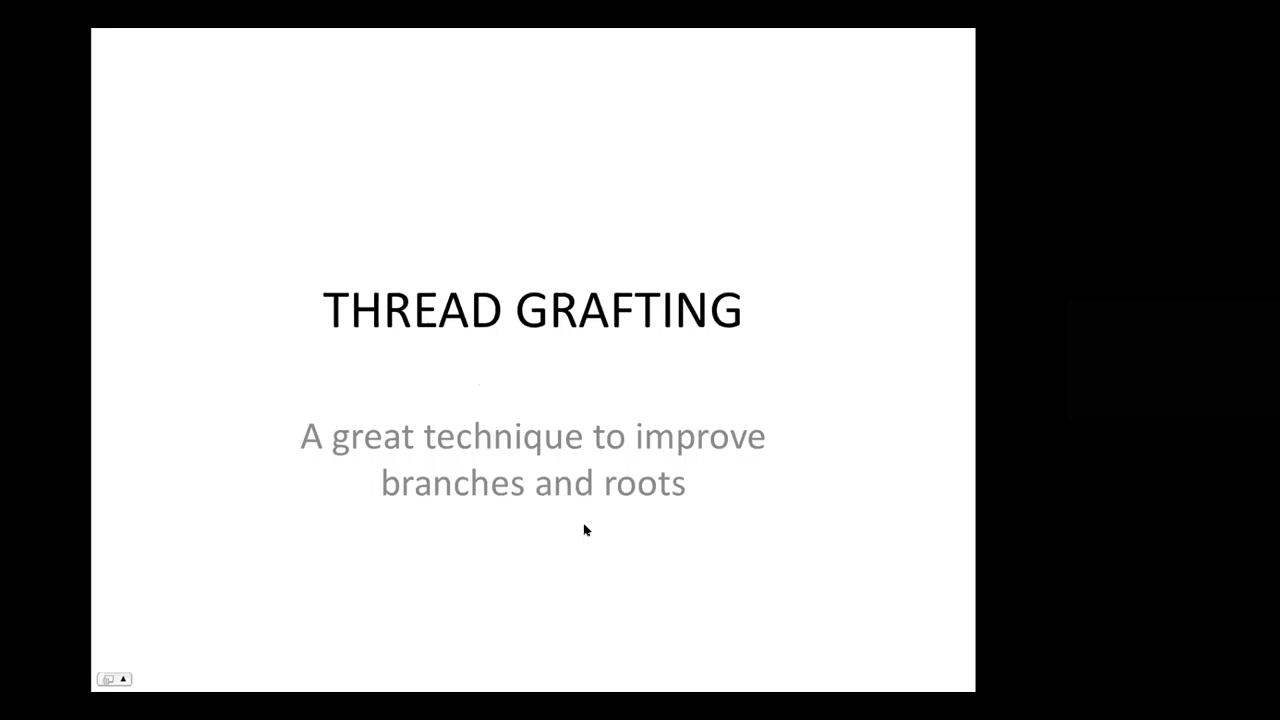 THREAD GRAFTING
A great technique to improve
branches and roots